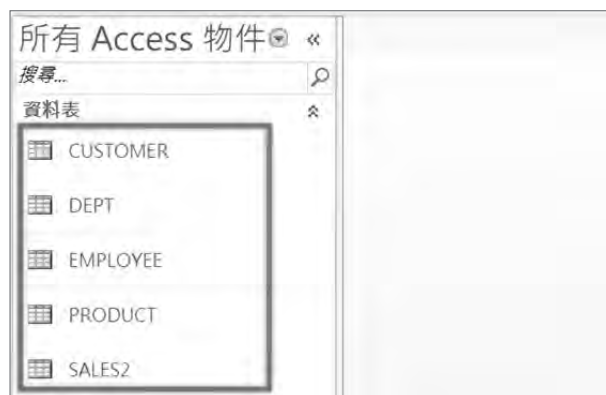 所有 Access 物件
搜尋...
資料表
CUSTOMER
DEPT
EMPLOYEE
PRODUCT
SALES2